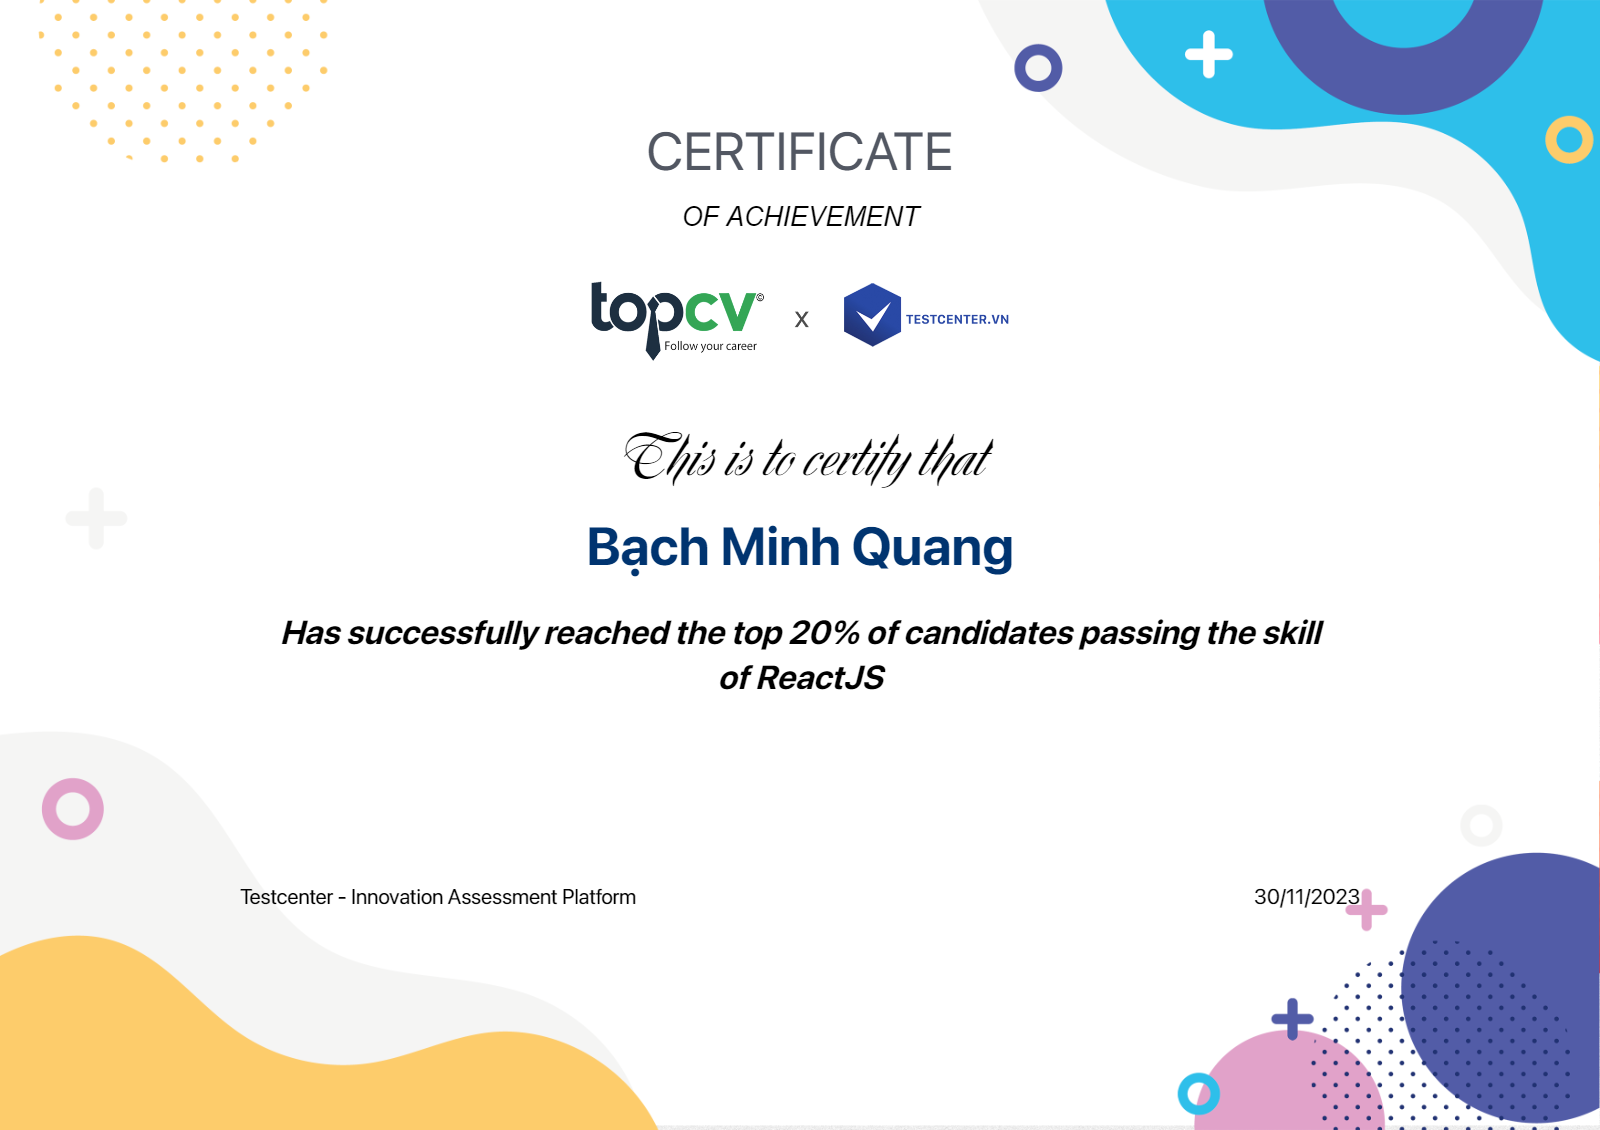 CERTIFICATE
OF ACHIEVEMENT
topcv©
Follow your career
x
TESTCENTER.VN
This is to certify that
Bạch Minh Quang
Has successfully reached the top 20% of candidates passing the skill
of ReactJS
Testcenter - Innovation Assessment Platform
30/11/2023